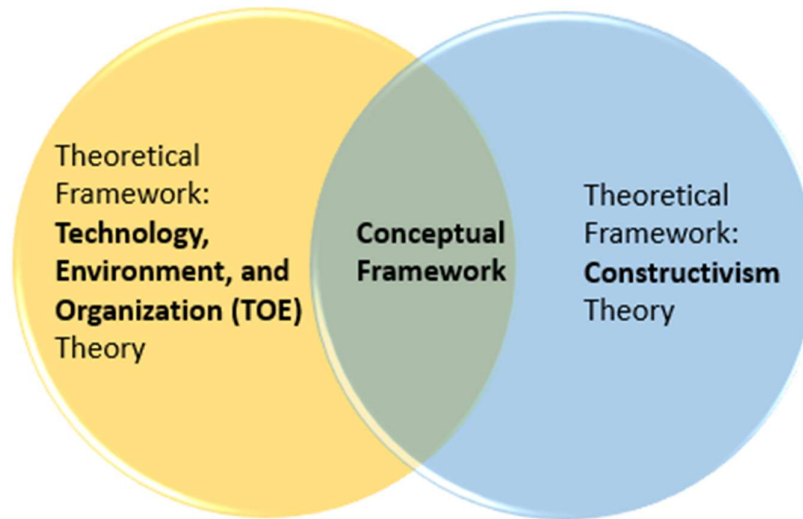 Theoretical
Framework:
Technology,
Environment, and
Organization (TOE)
Theory
Conceptual
Framework
Theoretical
Framework:
Constructivism
Theory